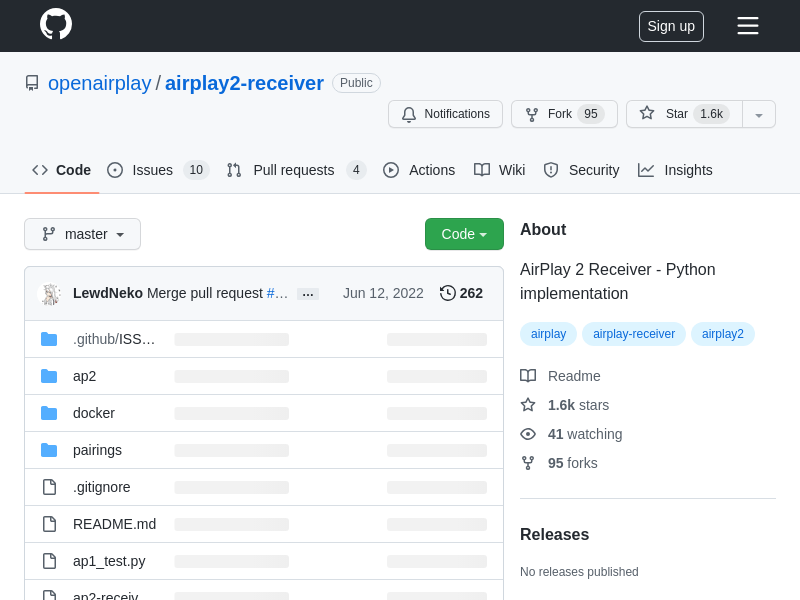 Sign up
openairplay / airplay2-receiver Public
Notifications Fork 95 Star 1.6k
Code Issues 10 Pull requests 4 Actions Wiki Security Insights
master Code
LewdNeko Merge pull request #… … Jun 12, 2022 262
.github/ISS…
ap2
docker
pairings
.gitignore
README.md
ap1_test.py
ap2-receiv
About
AirPlay 2 Receiver - Python
implementation
airplay airplay-receiver airplay2
Readme
1.6k stars
41 watching
95 forks
Releases
No releases published